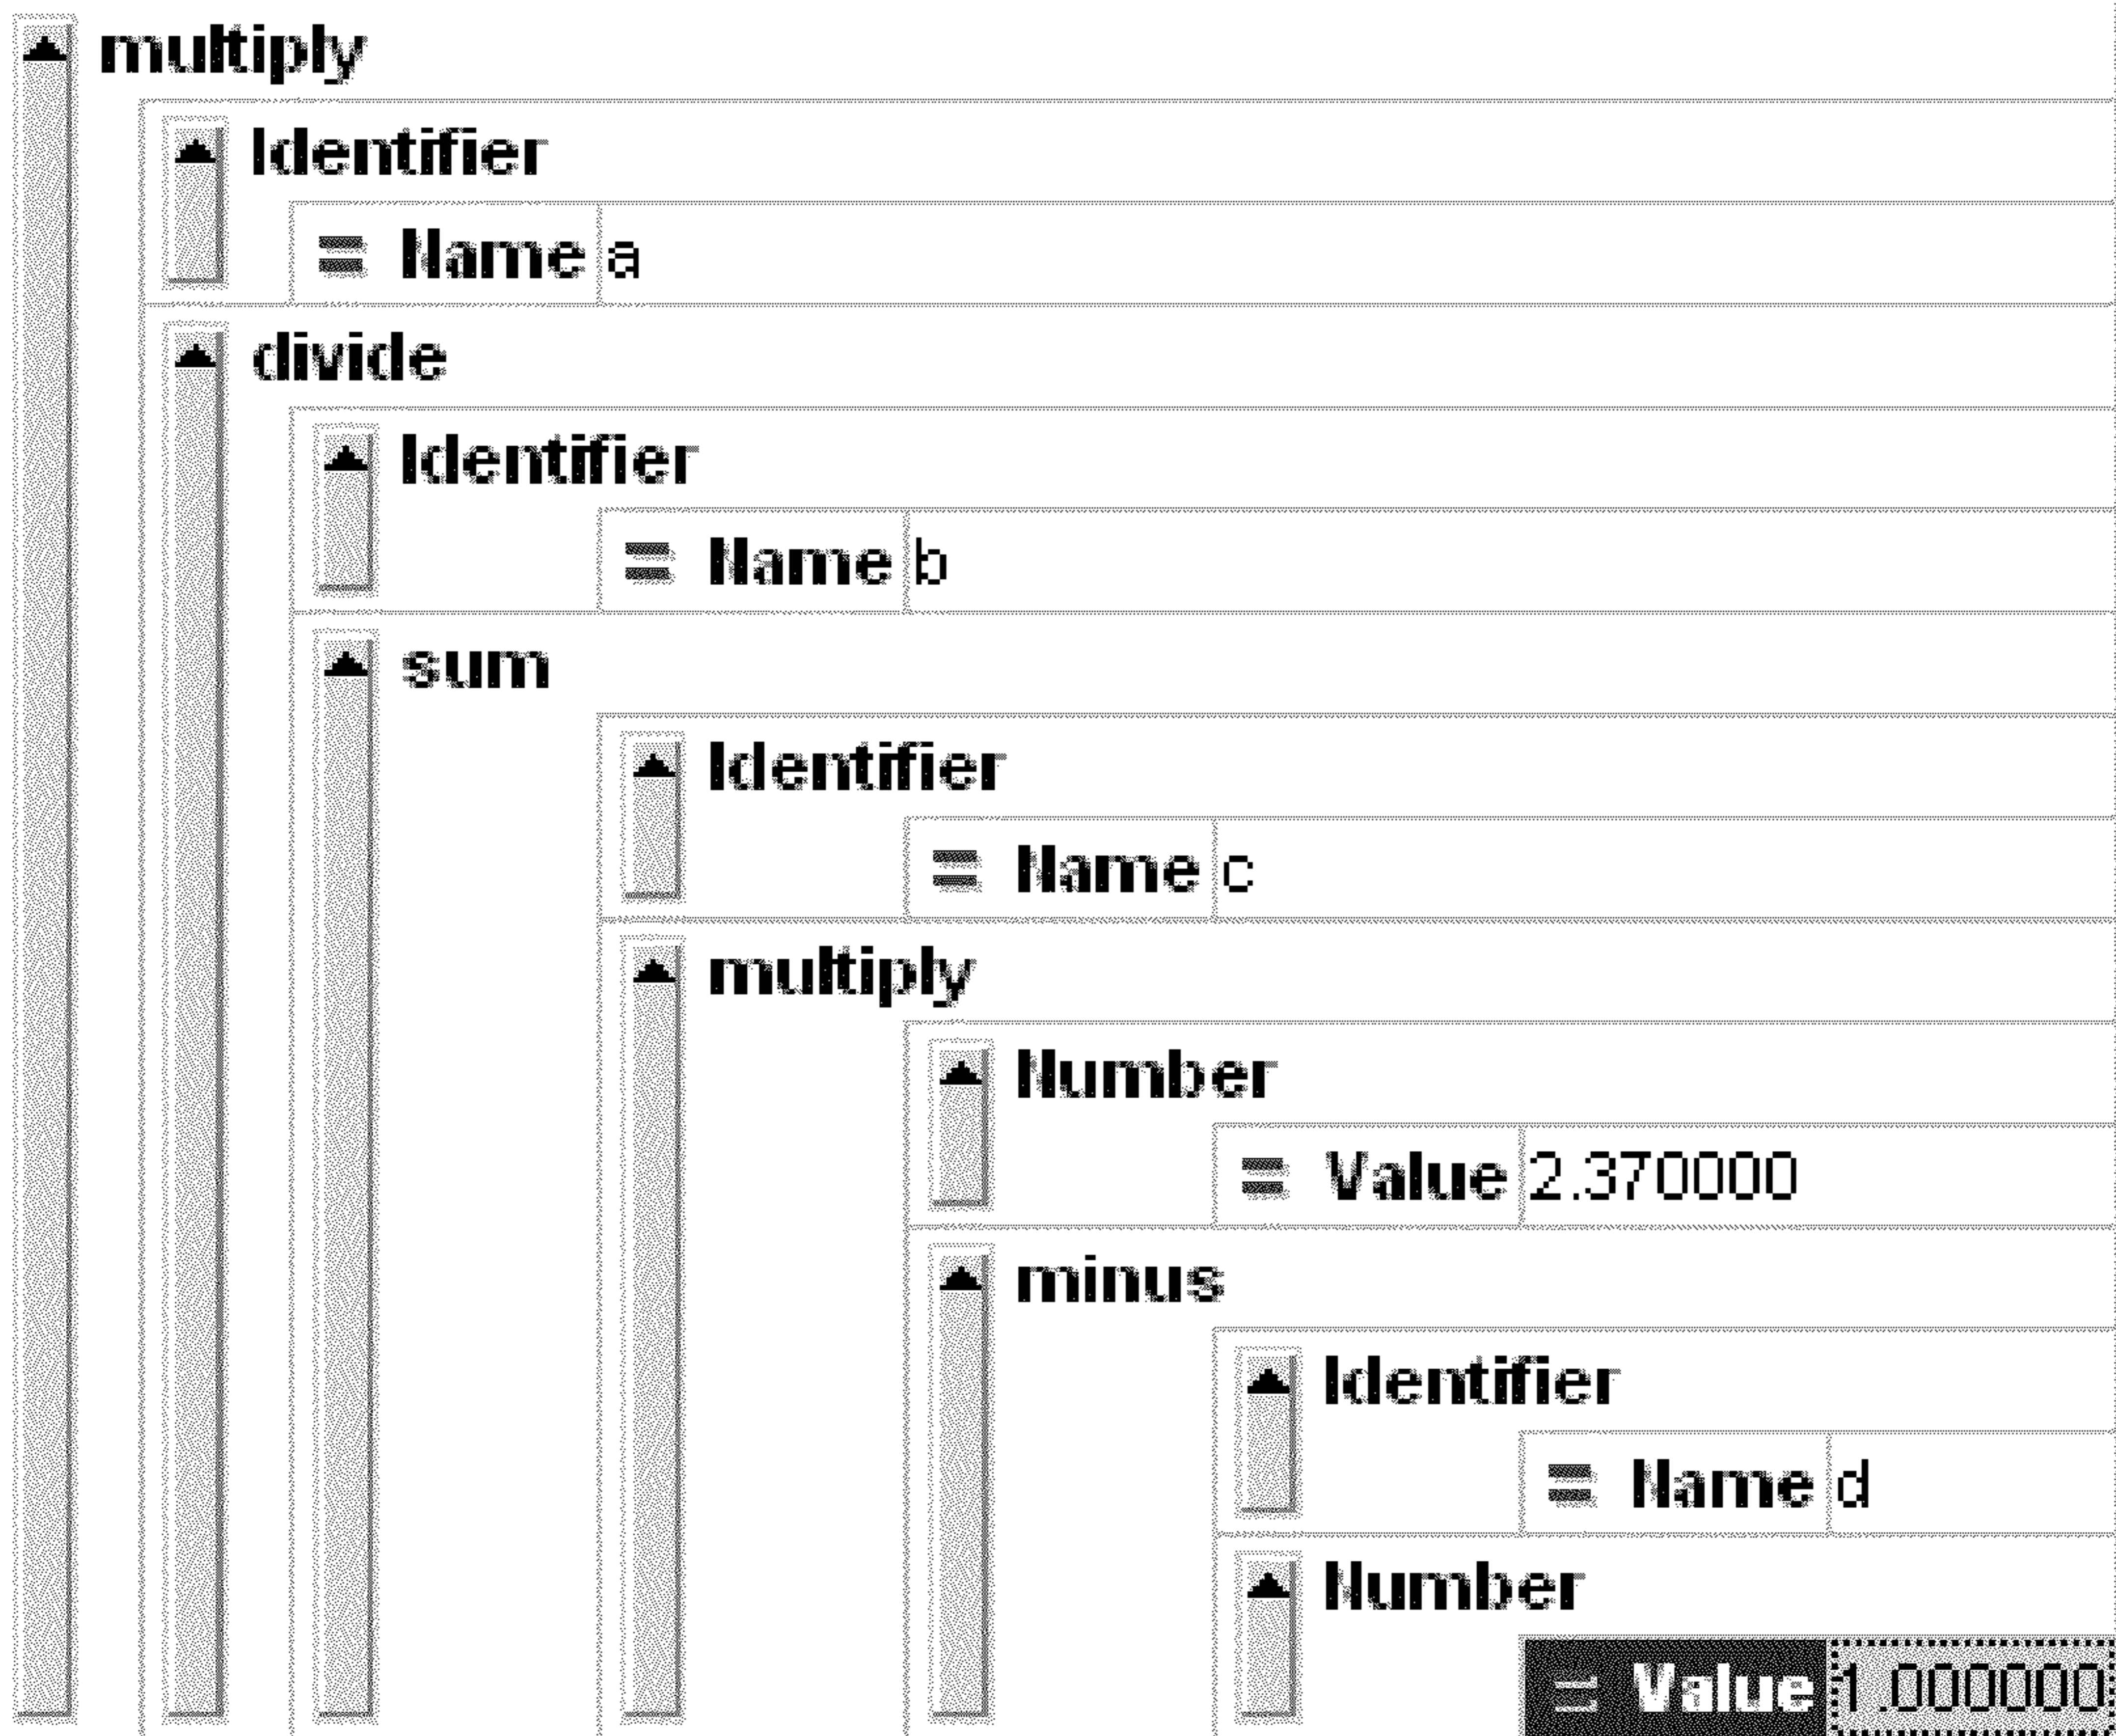 multiply
Identifier
= Name a
divide
Identifier
= Name b
sum
Identifier
= Name c
multiply
Number
= Value 2.370000
minus
Identifier
= Name d
Number
= Value 1.000000